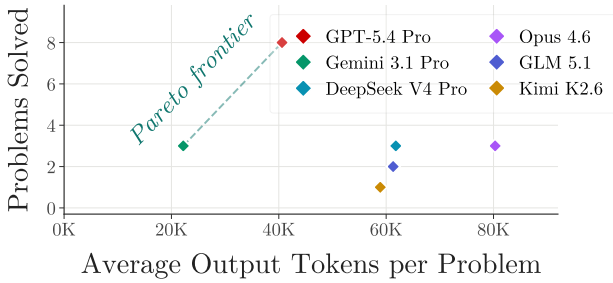 Problems Solved
8
6
4
2
0
Pareto frontier
GPT-5.4 Pro
Gemini 3.1 Pro
DeepSeek V4 Pro
Opus 4.6
GLM 5.1
Kimi K2.6
0K 20K 40K 60K 80K
Average Output Tokens per Problem